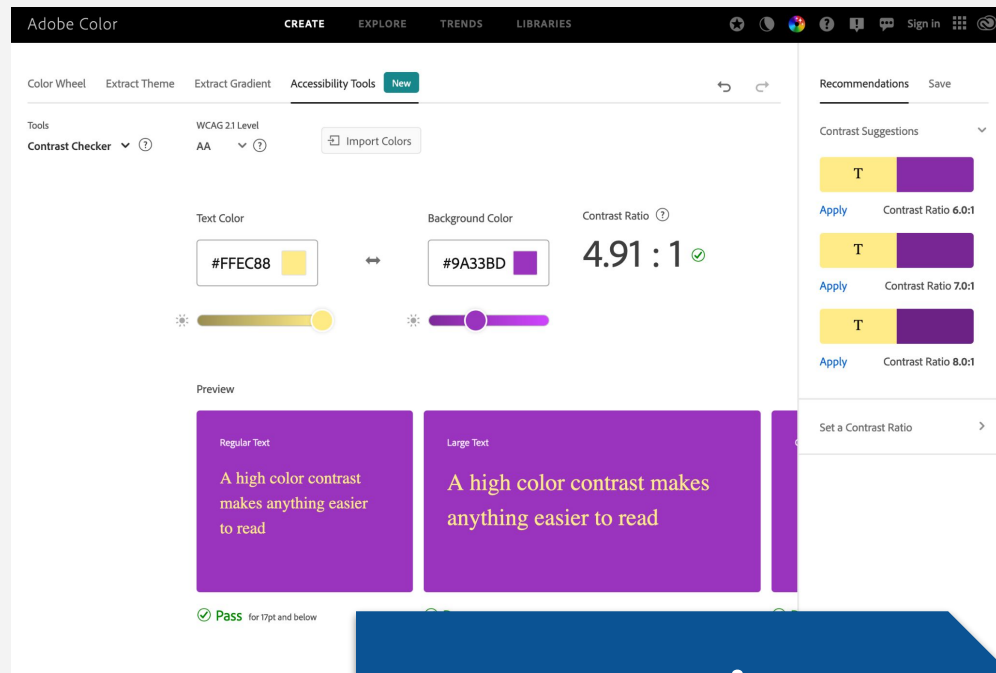 Adobe Color
CREATE EXPLORE TRENDS LIBRARIES
Sign in
Color Wheel Extract Theme Extract Gradient Accessibility Tools New
Recommendations Save
Tools
Contrast Checker
WCAG 2.1 Level
AA
Import Colors
Contrast Suggestions
T
Apply Contrast Ratio 6.0:1
T
Apply Contrast Ratio 7.0:1
T
Apply Contrast Ratio 8.0:1
Set a Contrast Ratio
Text Color
#FFEC88
Background Color
#9A33BD
Contrast Ratio
4.91 : 1
Preview
Regular Text
A high color contrast
makes anything easier
to read
Large Text
A high color contrast makes
anything easier to read
Pass for 17pt and below